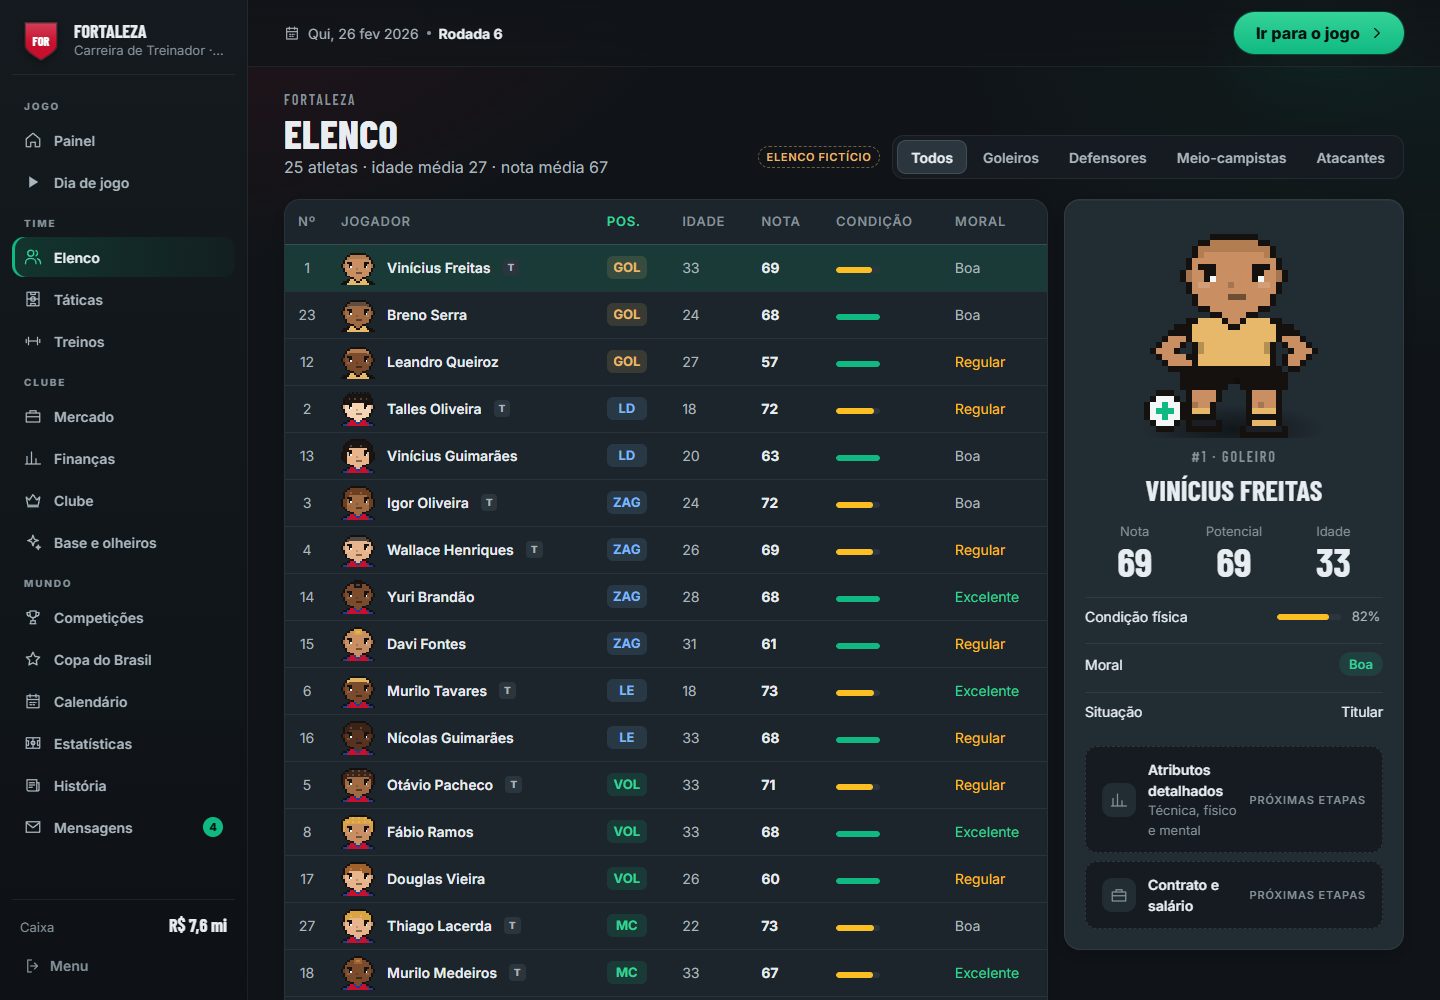 FOR
FORTALEZA
Carreira de Treinador ·...
JOGO
Painel
Dia de jogo
TIME
Elenco
Táticas
Treinos
CLUBE
Mercado
Finanças
Clube
Base e olheiros
MUNDO
Competições
Copa do Brasil
Calendário
Estatísticas
História
Mensagens 4
Caixa R$ 7,6 mi
Menu
Qui, 26 fev 2026 • Rodada 6
Ir para o jogo
FORTALEZA
ELENCO
25 atletas · idade média 27 · nota média 67
ELENCO FICTÍCIO
Todos Goleiros Defensores Meio-campistas Atacantes
Nº JOGADOR POS. IDADE NOTA CONDIÇÃO MORAL
1 Vinícius Freitas T GOL 33 69 Boa
23 Breno Serra GOL 24 68 Boa
12 Leandro Queiroz GOL 27 57 Regular
2 Talles Oliveira T LD 18 72 Regular
13 Vinícius Guimarães LD 20 63 Boa
3 Igor Oliveira T ZAG 24 72 Boa
4 Wallace Henriques T ZAG 26 69 Regular
14 Yuri Brandão ZAG 28 68 Excelente
15 Davi Fontes ZAG 31 61 Regular
6 Murilo Tavares T LE 18 73 Excelente
16 Nícolas Guimarães LE 33 68 Regular
5 Otávio Pacheco T VOL 33 71 Regular
8 Fábio Ramos VOL 33 68 Excelente
17 Douglas Vieira VOL 26 60 Regular
27 Thiago Lacerda T MC 22 73 Boa
18 Murilo Medeiros T MC 33 67 Excelente
#1 · GOLEIRO
VINÍCIUS FREITAS
Nota Potencial Idade
69 69 33
Condição física 82%
Moral Boa
Situação Titular
Atributos
detalhados
Técnica, físico
e mental
PRÓXIMAS ETAPAS
Contrato e
salário
PRÓXIMAS ETAPAS